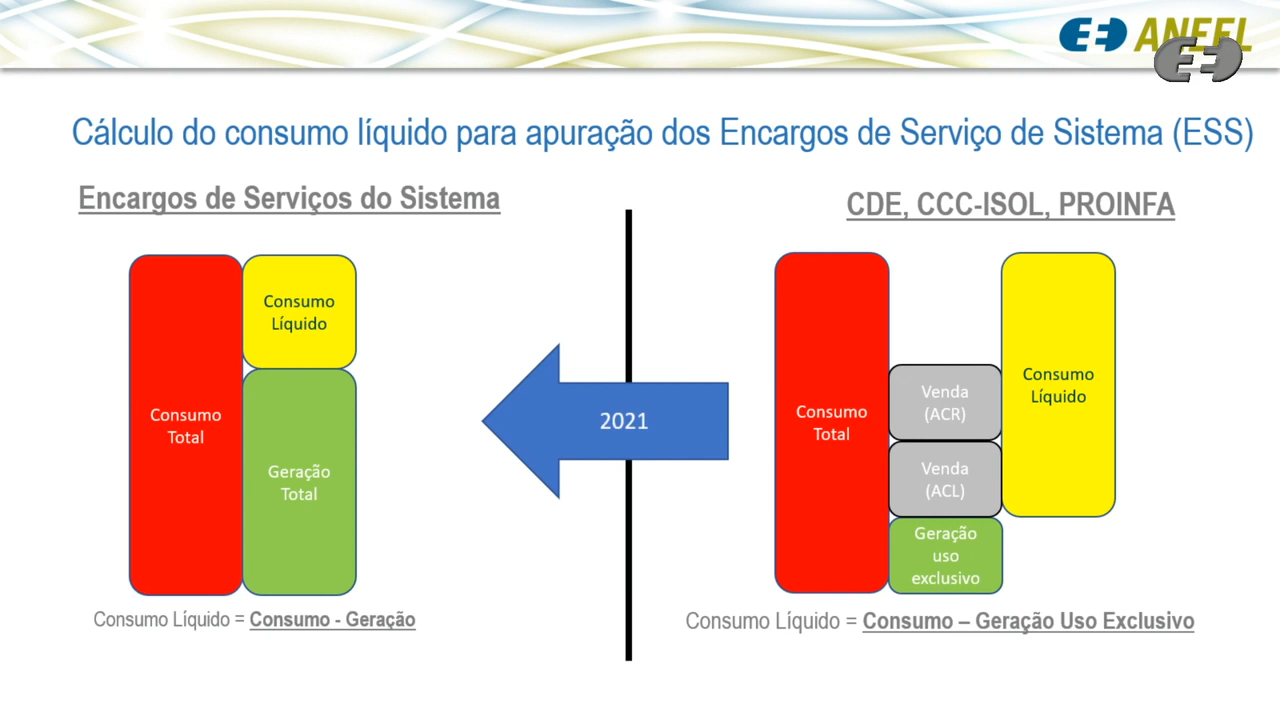 ANEEL
Cálculo do consumo líquido para apuração dos Encargos de Serviço de Sistema (ESS)
Encargos de Serviços do Sistema
Consumo
Total
Consumo
Líquido
Geração
Total
Consumo Líquido = Consumo - Geração
2021
CDE, CCC-ISOL, PROINFA
Consumo
Total
Venda
(ACR)
Venda
(ACL)
Geração
uso
exclusivo
Consumo
Líquido
Consumo Líquido = Consumo – Geração Uso Exclusivo